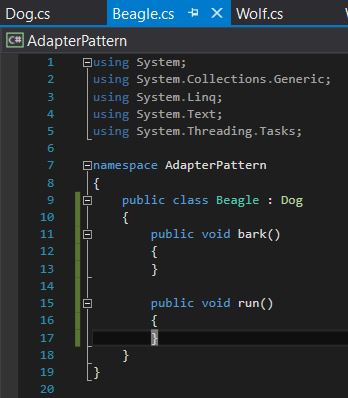 Dog.cs Beagle.cs Wolf.cs
C# AdapterPattern
1 using System;
2 using System.Collections.Generic;
3 using System.Linq;
4 using System.Text;
5 using System.Threading.Tasks;
6
7 namespace AdapterPattern
8 {
9 public class Beagle : Dog
10 {
11 public void bark()
12 {
13 }
14
15 public void run()
16 {
17 }
18 }
19 }
20